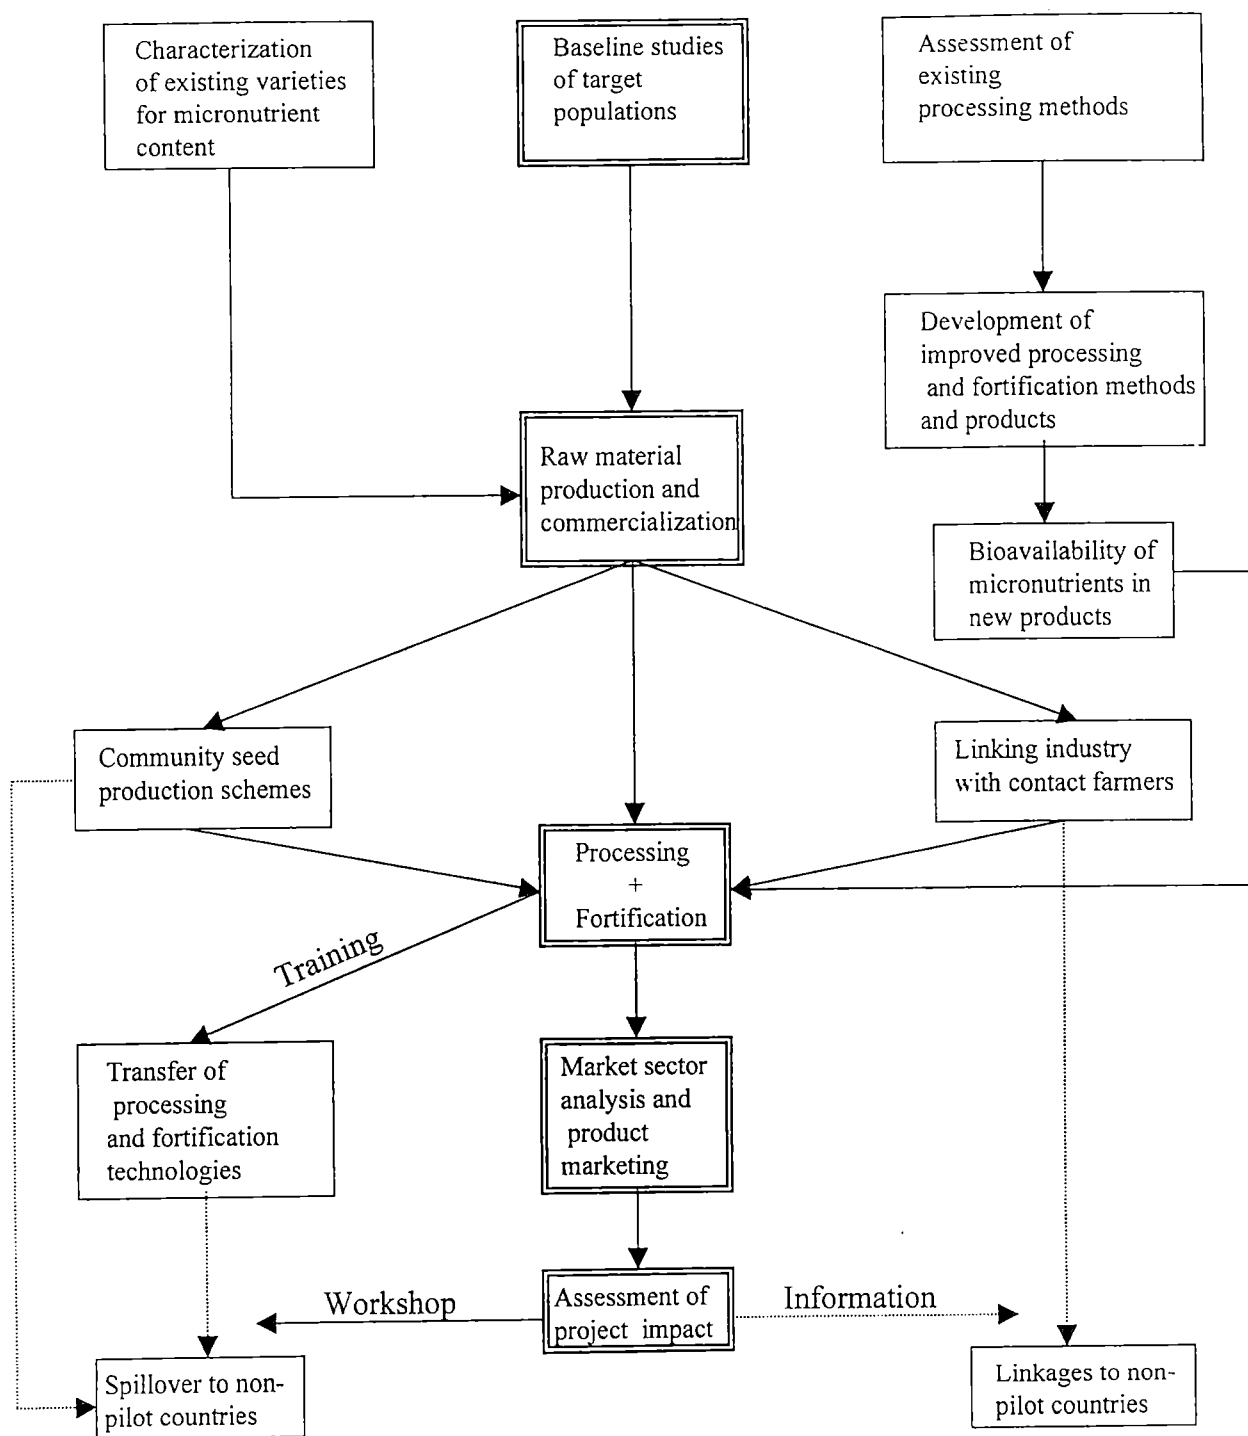 Characterization
of existing varieties
for micronutrient
content
Baseline studies
of target
populations
Assessment of
existing
processing methods
Development of
improved processing
and fortification methods
and products
Raw material
production and
commercialization
Bioavailability of
micronutrients in
new products
Community seed
production schemes
Linking industry
with contact farmers
Processing
+
Fortification
Training
Transfer of
processing
and fortification
technologies
Market sector
analysis and
product
marketing
Workshop
Assessment of
project impact
Information
Spillover to non-
pilot countries
Linkages to non-
pilot countries